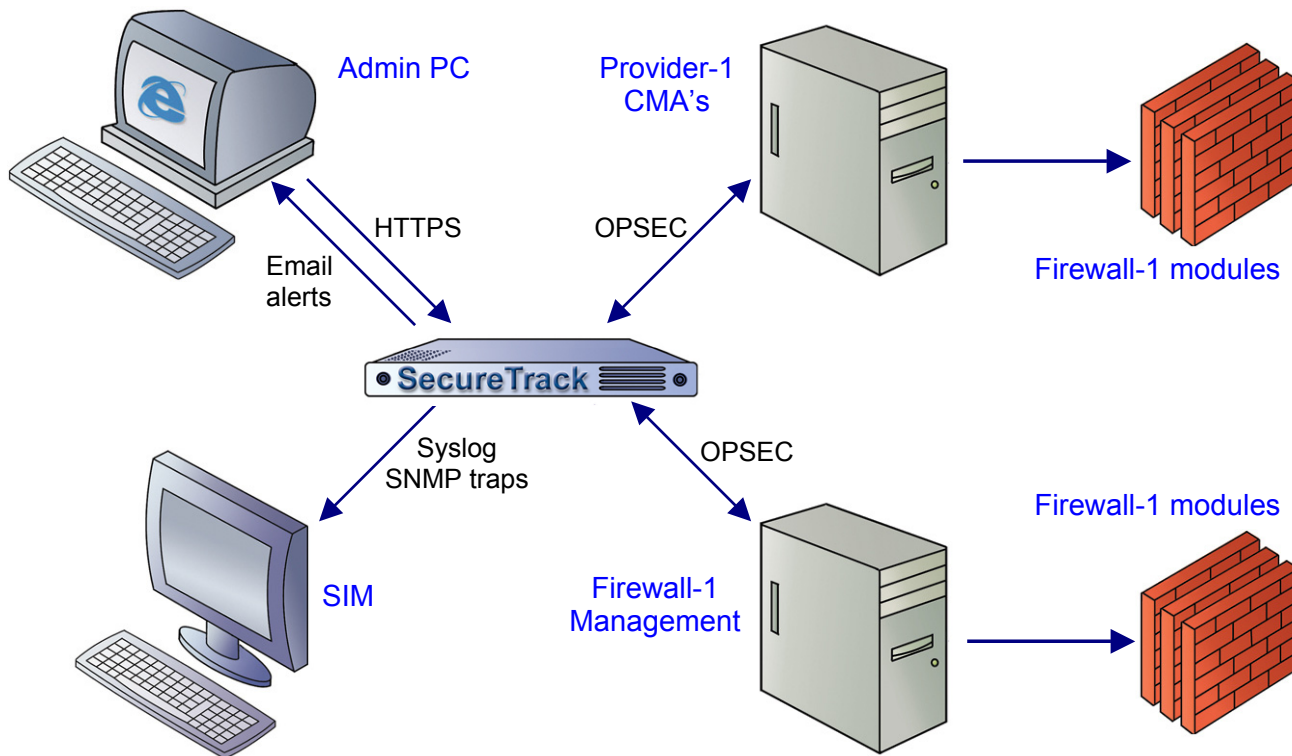 Admin PC
Provider-1
CMA's
HTTPS
OPSEC
Email
alerts
Firewall-1 modules
SecureTrack
Syslog
SNMP traps
OPSEC
Firewall-1 modules
SIM
Firewall-1
Management